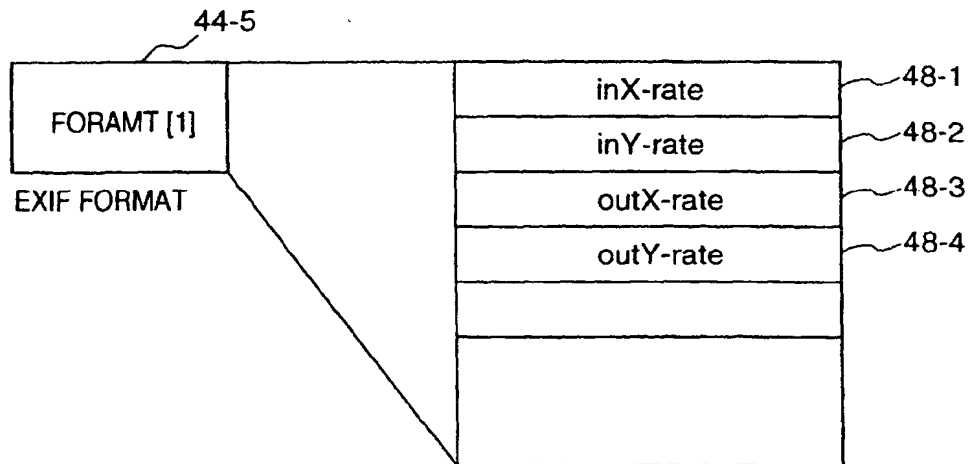 44-5
FORAMT [1]
EXIF FORMAT
inX-rate
48-1
inY-rate
48-2
outX-rate
48-3
outY-rate
48-4